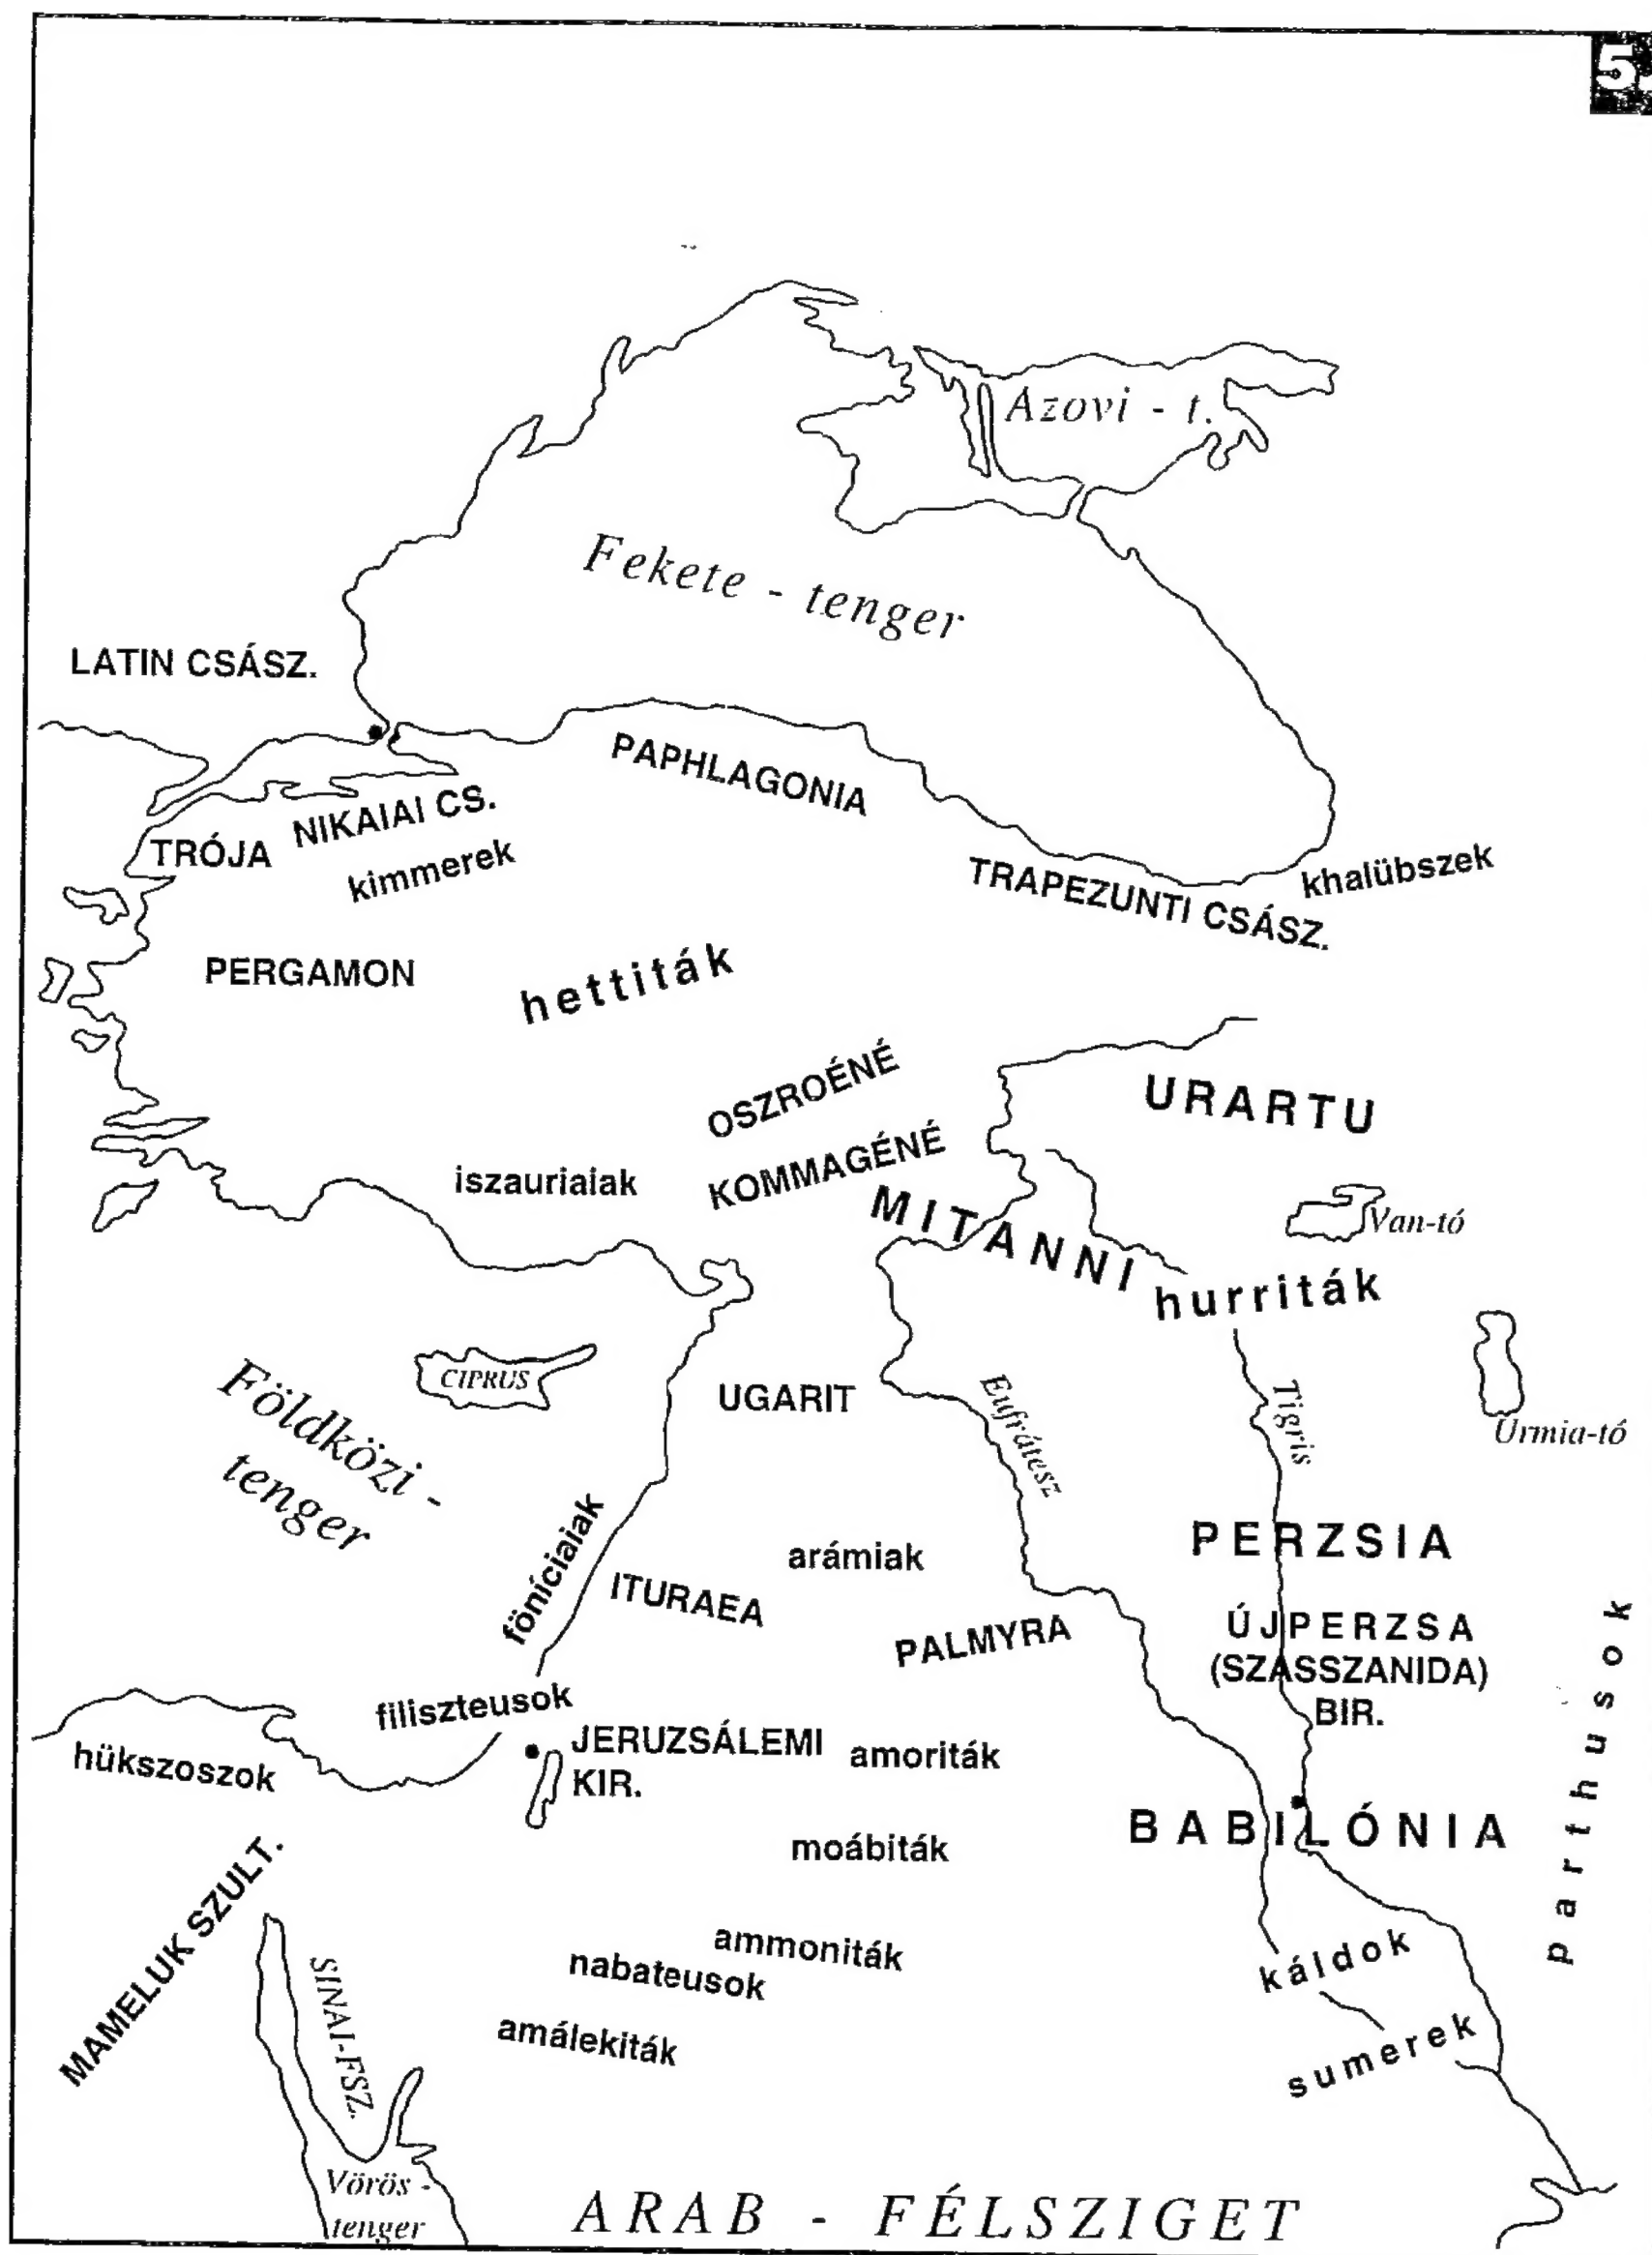 5.
Azovi - t.
Fekete - tenger
LATIN CSÁSZ.
PAPHLAGONIA
NIKAIAI CS.
TRÓJA
kimmerek
khalübszek
TRAPEZUNTI CSÁSZ.
PERGAMON
hettiták
OSZROÉNÉ
URARTU
KOMMAGÉNÉ
iszauriaiak
MITANNI
Van-tó
hurriták
CIPRUS
UGARIT
Eufrátesz
Tigris
Urmia-tó
Földközi -
tenger
föníciaiak
arámiak
PERZSIA
ITURAEA
PALMYRA
ÚJPERZSA
(SZASSZANIDA)
BIR.
parthusok
filiszteusok
JERUZSÁLEMI
KIR.
amoriták
hükszoszok
BABILÓNIA
moábiták
MAMELUK SZULT.
ammoniták
nabateusok
káldok
SINAI-FSZ.
amálekiták
sumerek
Vörös -
tenger
ARAB - FÉLSZIGET